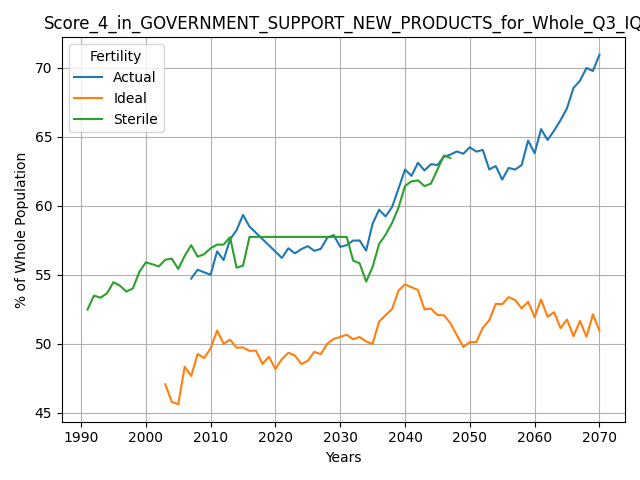 Score_4_in_GOVERNMENT_SUPPORT_NEW_PRODUCTS_for_Whole_Q3_IQ
Fertility
Actual
Ideal
Sterile
% of Whole Population
70
65
60
55
50
45
1990 2000 2010 2020 2030 2040 2050 2060 2070
Years